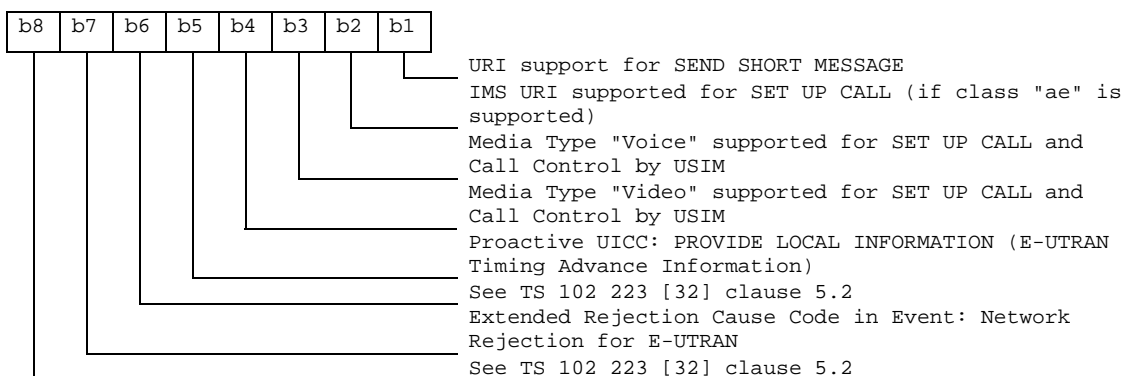 b8 b7 b6 b5 b4 b3 b2 b1
URI support for SEND SHORT MESSAGE
IMS URI supported for SET UP CALL (if class "ae" is
supported)
Media Type "Voice" supported for SET UP CALL and
Call Control by USIM
Media Type "Video" supported for SET UP CALL and
Call Control by USIM
Proactive UICC: PROVIDE LOCAL INFORMATION (E-UTRAN
Timing Advance Information)
See TS 102 223 [32] clause 5.2
Extended Rejection Cause Code in Event: Network
Rejection for E-UTRAN
See TS 102 223 [32] clause 5.2